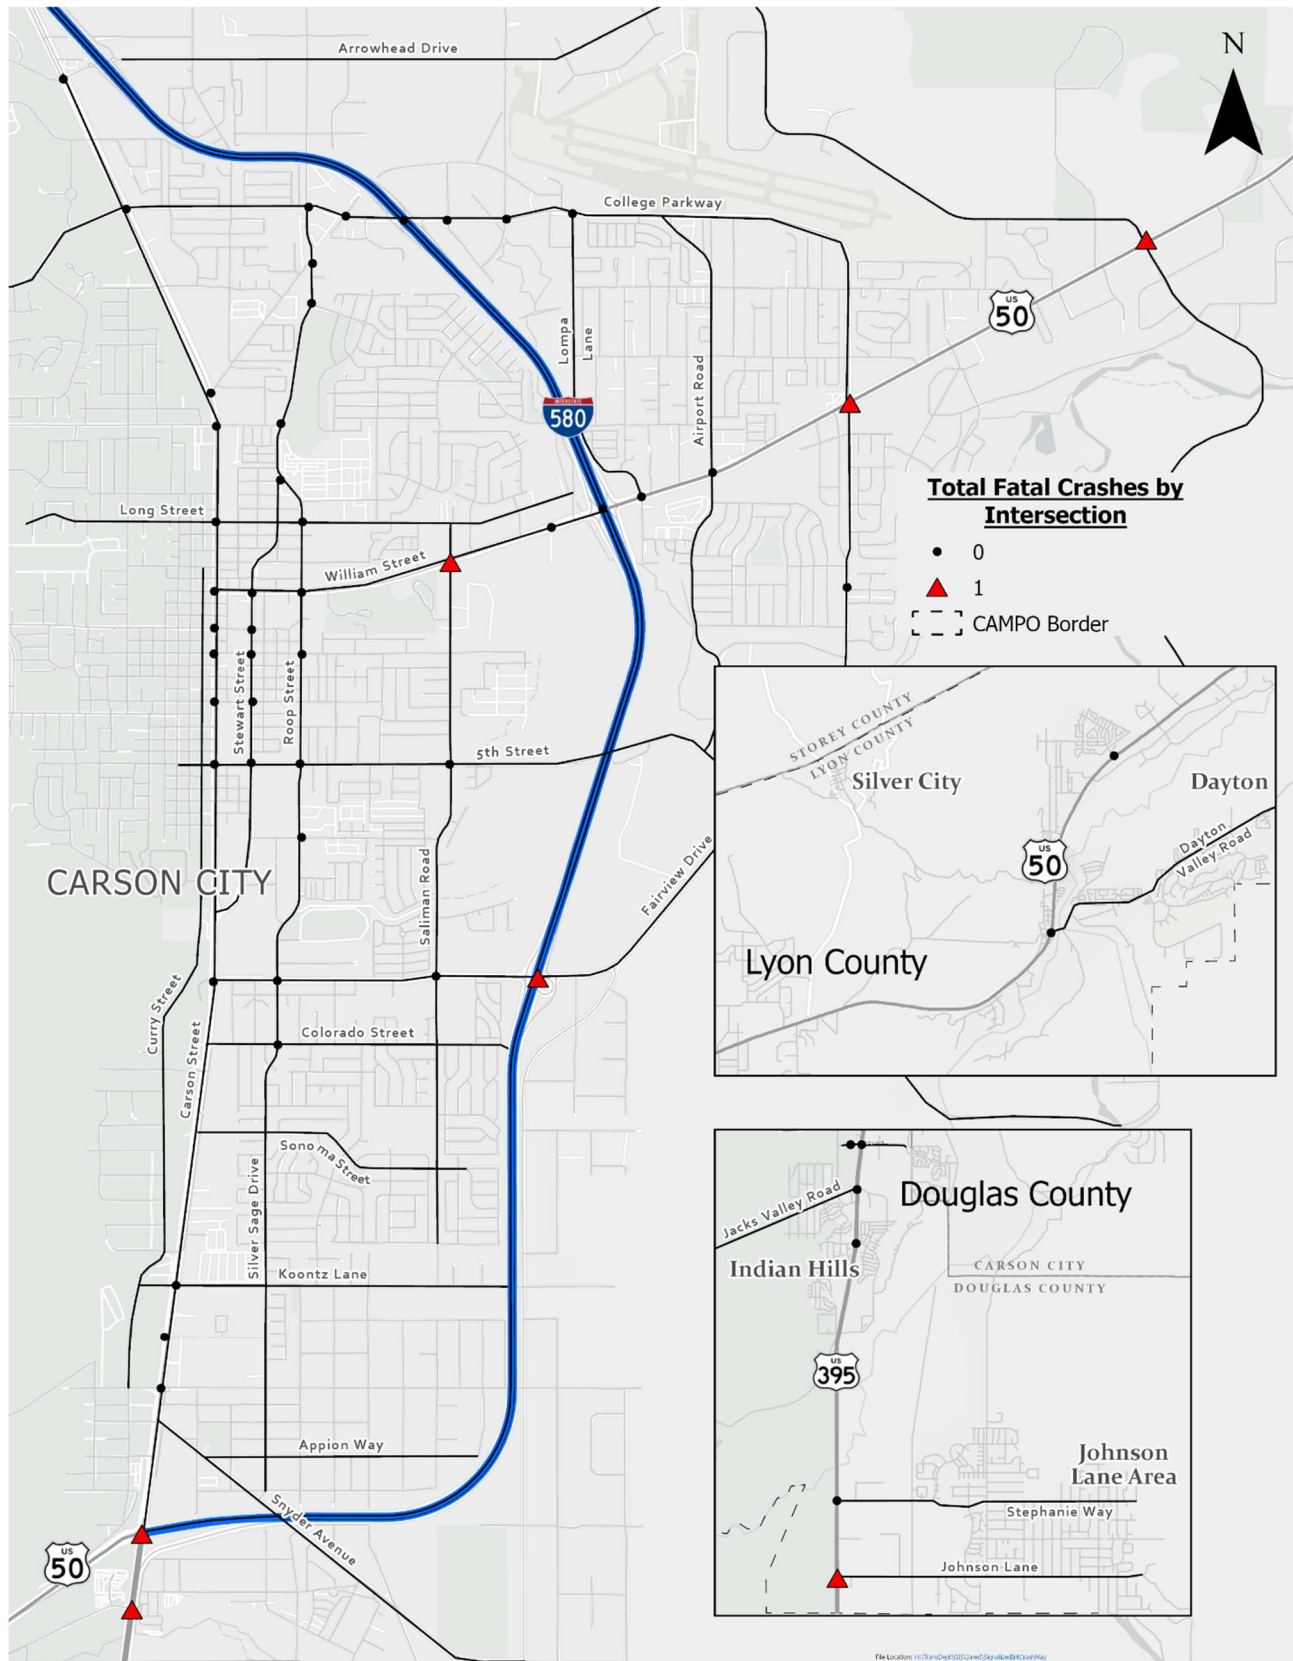 Arrowhead Drive
N
College Parkway
US
50
Lompa
Lane
Airport Road
INTERSTATE
580
Total Fatal Crashes by
Intersection
0
1
CAMPO Border
Long Street
William Street
Stewart Street
Roop Street
5th Street
CARSON CITY
Saliman Road
Fairview Drive
Curry Street
Carson Street
Colorado Street
Sonoma Street
Silver Sage Drive
Koontz Lane
Appion Way
Snyder Avenue
US
50
STOREY COUNTY
LYON COUNTY
Silver City
Dayton
US
50
Dayton
Valley Road
Lyon County
Jacks Valley Road
Douglas County
Indian Hills
CARSON CITY
DOUGLAS COUNTY
US
395
Johnson
Lane Area
Stephanie Way
Johnson Lane
File Location: